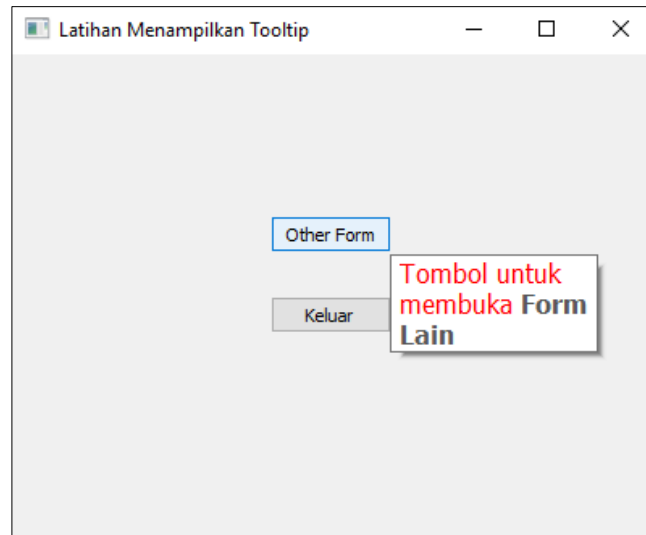 Latihan Menampilkan Tooltip
Other Form
Tombol untuk
membuka Form
Lain
Keluar